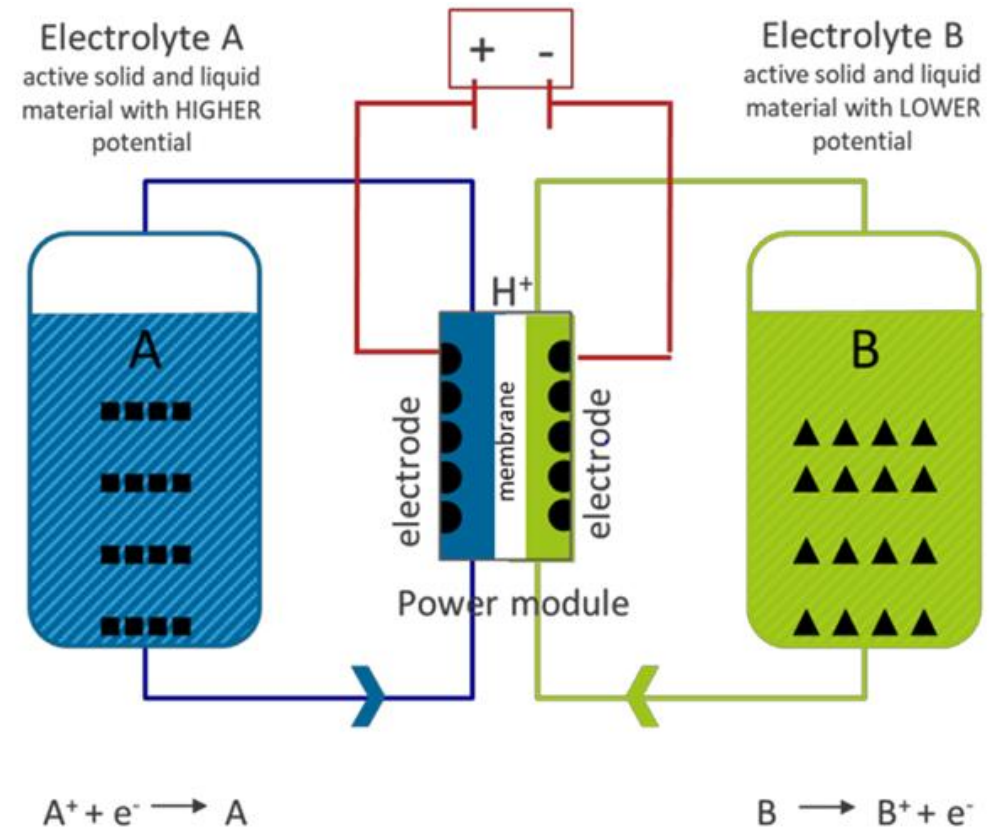 Electrolyte A
active solid and liquid
material with HIGHER
potential
+ -
Electrolyte B
active solid and liquid
material with LOWER
potential
H⁺
A
B
electrode
membrane
electrode
Power module
A⁺ + e⁻ ⟶ A
B ⟶ B⁺ + e⁻